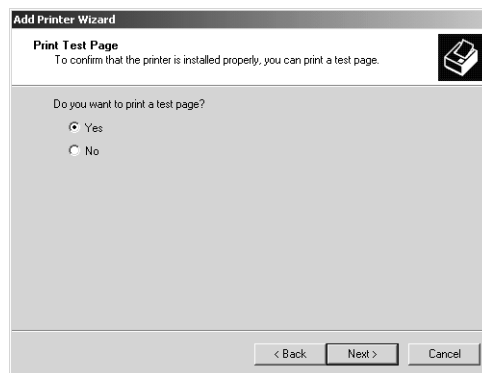 Add Printer Wizard
Print Test Page
To confirm that the printer is installed properly, you can print a test page.
Do you want to print a test page?
Yes
No
< Back
Next >
Cancel